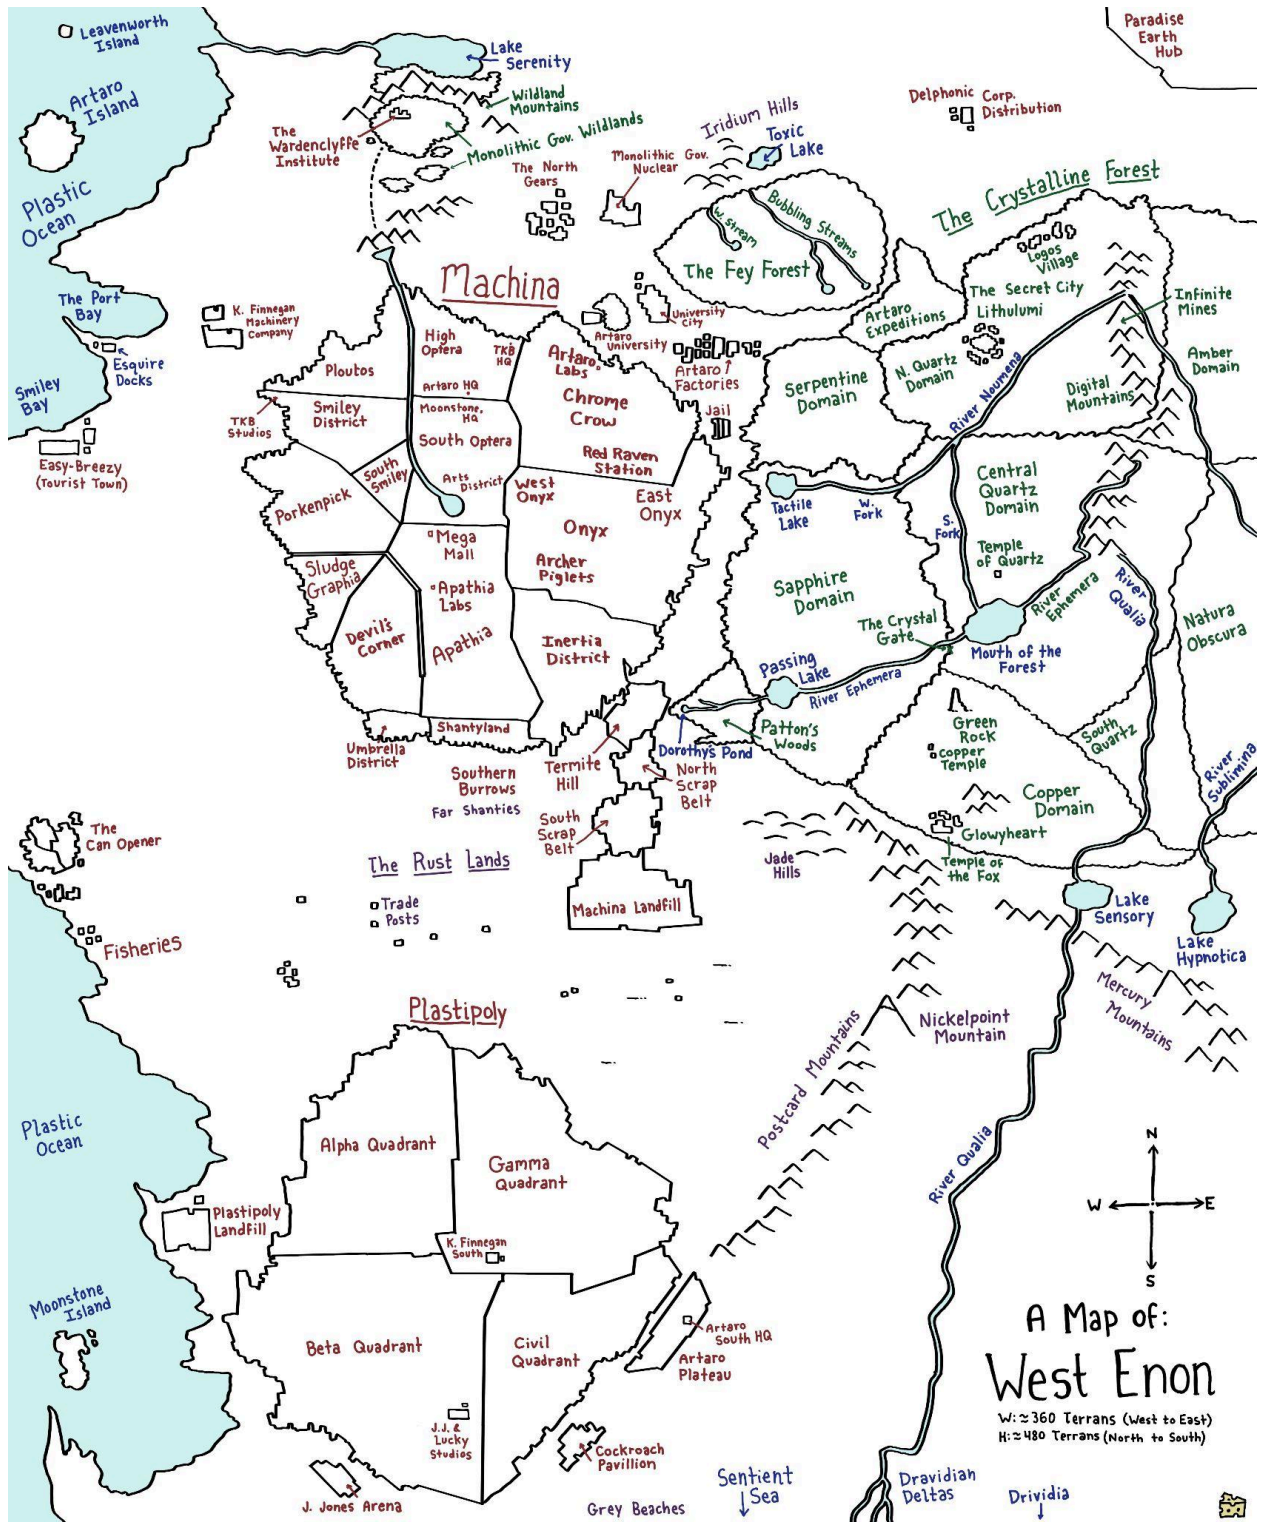 Leavenworth
Island
Artaro
Island
Plastic
Ocean
Lake
Serenity
Wildland
Mountains
The
Wardenclyffe
Institute
Monolithic Gov. Wildlands
The North
Gears
Monolithic Gov.
Nuclear
Iridium Hills
Toxic
Lake
Delphonic Corp.
Distribution
Paradise
Earth
Hub
The Crystalline Forest
W. Stream
Bubbling Streams
The Fey Forest
Logos
Village
The Secret City
Lithulumi
Infinite
Mines
Artaro
Expeditions
N. Quartz
Domain
River Noumena
Digital
Mountains
Amber
Domain
The Port
Bay
Esquire
Docks
Smiley
Bay
Easy-Breezy
(Tourist Town)
K. Finnegan
Machinery
Company
Machina
Ploutos
High
Optera
TKB
HQ
Artaro HQ
Artaro
Labs
Chrome
Crow
Red Raven
Station
Artaro
University
University
City
Artaro
Factories
Jail
Serpentine
Domain
TKB
Studios
Smiley
District
Moonstone
HQ
South Optera
South
Smiley
Arts
District
Porkenpick
West
Onyx
East
Onyx
Onyx
Archer
Piglets
Mega
Mall
Sludge
Graphia
Apathia
Labs
Apathia
Devil's
Corner
Inertia
District
Shantyland
Umbrella
District
Southern
Burrows
Far Shanties
Termite
Hill
North
Scrap
Belt
South
Scrap
Belt
Machina Landfill
Tactile
Lake
W.
Fork
S.
Fork
Central
Quartz
Domain
Temple
of Quartz
Sapphire
Domain
The Crystal
Gate
River Ephemera
River
Qualia
Mouth of the
Forest
Natura
Obscura
Passing
Lake
River Ephemera
Patton's
Woods
Dorothy's Pond
Green
Rock
Copper
Temple
South
Quartz
River
Sublimina
Copper
Domain
Glowyheart
Temple of
the Fox
Jade
Hills
Lake
Sensory
Lake
Hypnotica
Mercury
Mountains
Nickelpoint
Mountain
Postcard Mountains
River Qualia
The
Can Opener
Fisheries
The Rust Lands
Trade
Posts
Plastipoly
Alpha Quadrant
Gamma
Quadrant
K. Finnegan
South
Beta Quadrant
Civil
Quadrant
J.J. &
Lucky
Studios
Artaro
South HQ
Artaro
Plateau
Cockroach
Pavillion
J. Jones Arena
Plastic
Ocean
Plastipoly
Landfill
Moonstone
Island
Grey Beaches
Sentient
Sea
Dravidian
Deltas
Drividia
N
W
E
S
A Map of:
West Enon
W:≈360 Terrans (West to East)
H:≈480 Terrans (North to South)